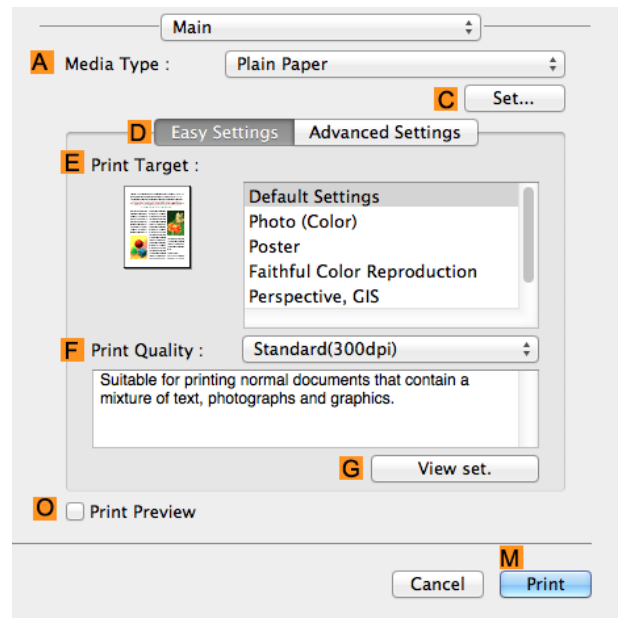 Main
A Media Type : Plain Paper
C Set...
D Easy Settings Advanced Settings
E Print Target :
Default Settings
Photo (Color)
Poster
Faithful Color Reproduction
Perspective, GIS
F Print Quality : Standard(300dpi)
Suitable for printing normal documents that contain a
mixture of text, photographs and graphics.
G View set.
O Print Preview
M
Cancel Print